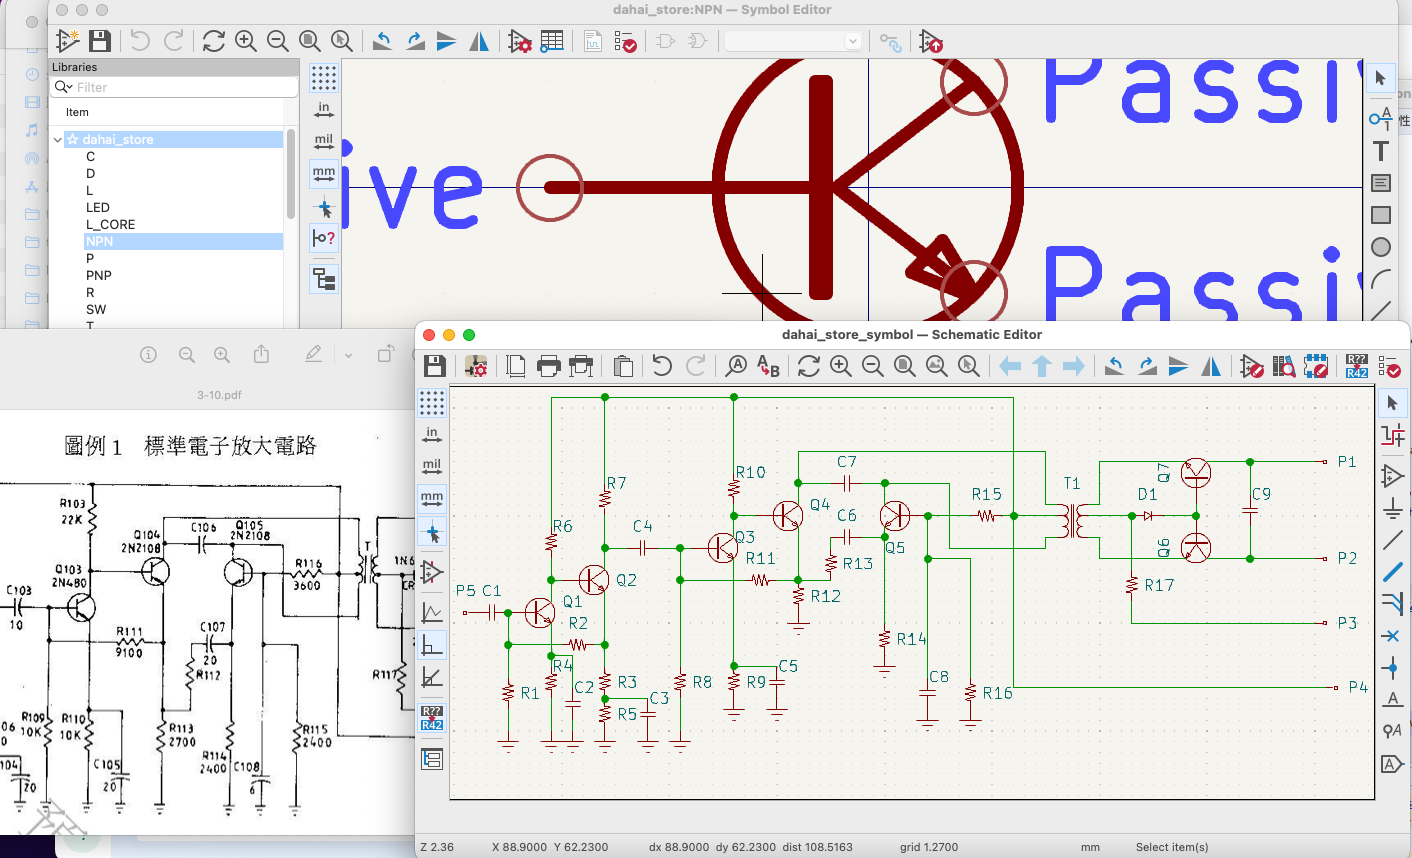 dahai_store:NPN — Symbol Editor
Libraries
Filter
Item
dahai_store
C
D
L
LED
L_CORE
NPN
P
PNP
R
SW
in
mil
mm
ive
Passi
Passi
A
1
T
性
3-10.pdf
圖例 1 標準電子放大電路
R103
22K
Q104
2N2108
C106
Q105
2N2108
T
1N6
Q103
2N480
R116
3600
C103
10
R111
9100
C107
20
R112
R117
R109
10K
R110
10K
R113
2700
R114
2400
R115
2400
C105
20
C108
6
104
20
06
0
dahai_store_symbol — Schematic Editor
R??
R42
in
mil
mm
R??
R42
C7
R10
R7
Q4
R15
T1
D1
Q7
C9
P1
R6
C4
C6
Q3
Q5
Q6
P2
R11
R13
Q2
P5 C1
Q1
R12
R17
R2
P3
R14
R4
R1
C2
R3
C3
R5
R8
R9
C5
C8
R16
P4
A
A
A
Z 2.36
X 88.9000 Y 62.2300
dx 88.9000 dy 62.2300 dist 108.5163
grid 1.2700
mm
Select item(s)